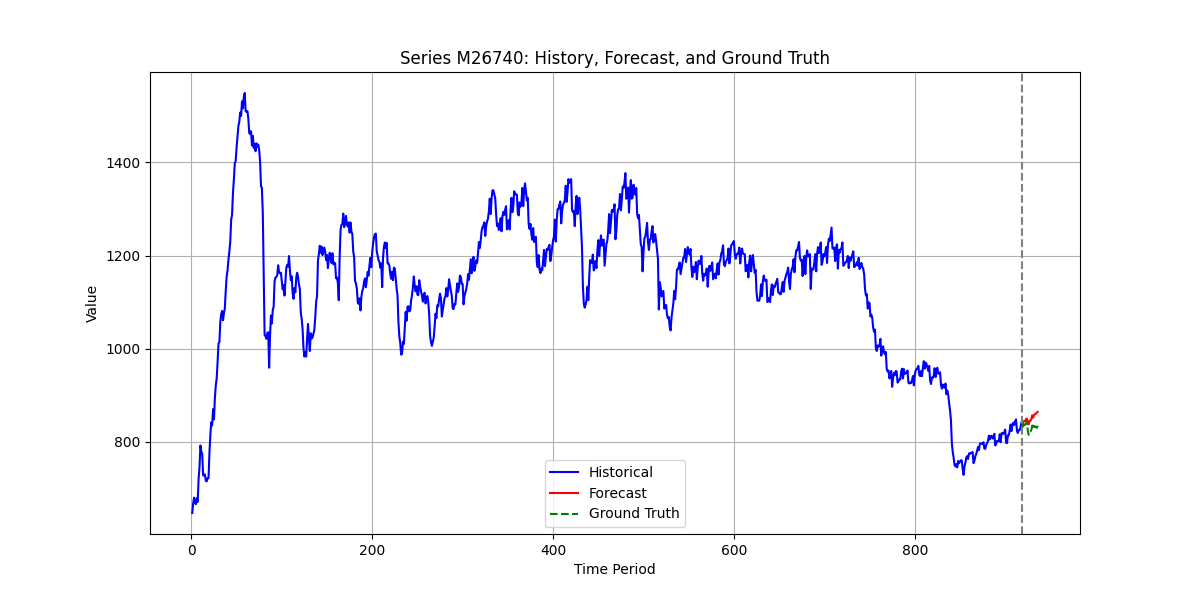 Series M26740: History, Forecast, and Ground Truth
1400
1200
1000
800
Value
0
200
400
600
800
Time Period
Historical
Forecast
Ground Truth